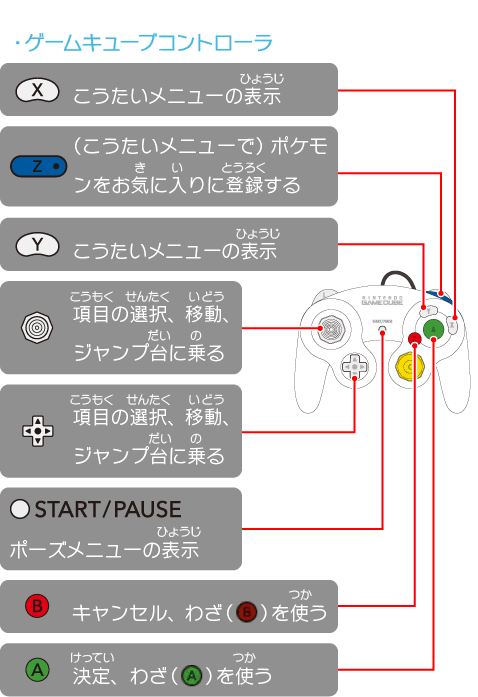 ・ゲームキューブコントローラ
X
ひょうじ
こうたいメニューの表示
Z
（こうたいメニューで）ポケモ
き い とうろく
ンをお気に入りに登録する
Y
ひょうじ
こうたいメニューの表示
こうもく せんたく いどう
項目の選択、移動、
だい の
ジャンプ台に乗る
こうもく せんたく いどう
項目の選択、移動、
だい の
ジャンプ台に乗る
START/PAUSE
ひょうじ
ポーズメニューの表示
B
つか
キャンセル、わざ（B）を使う
A
けってい つか
決定、わざ（A）を使う
NINTENDO
GAMECUBE
Y
X
A